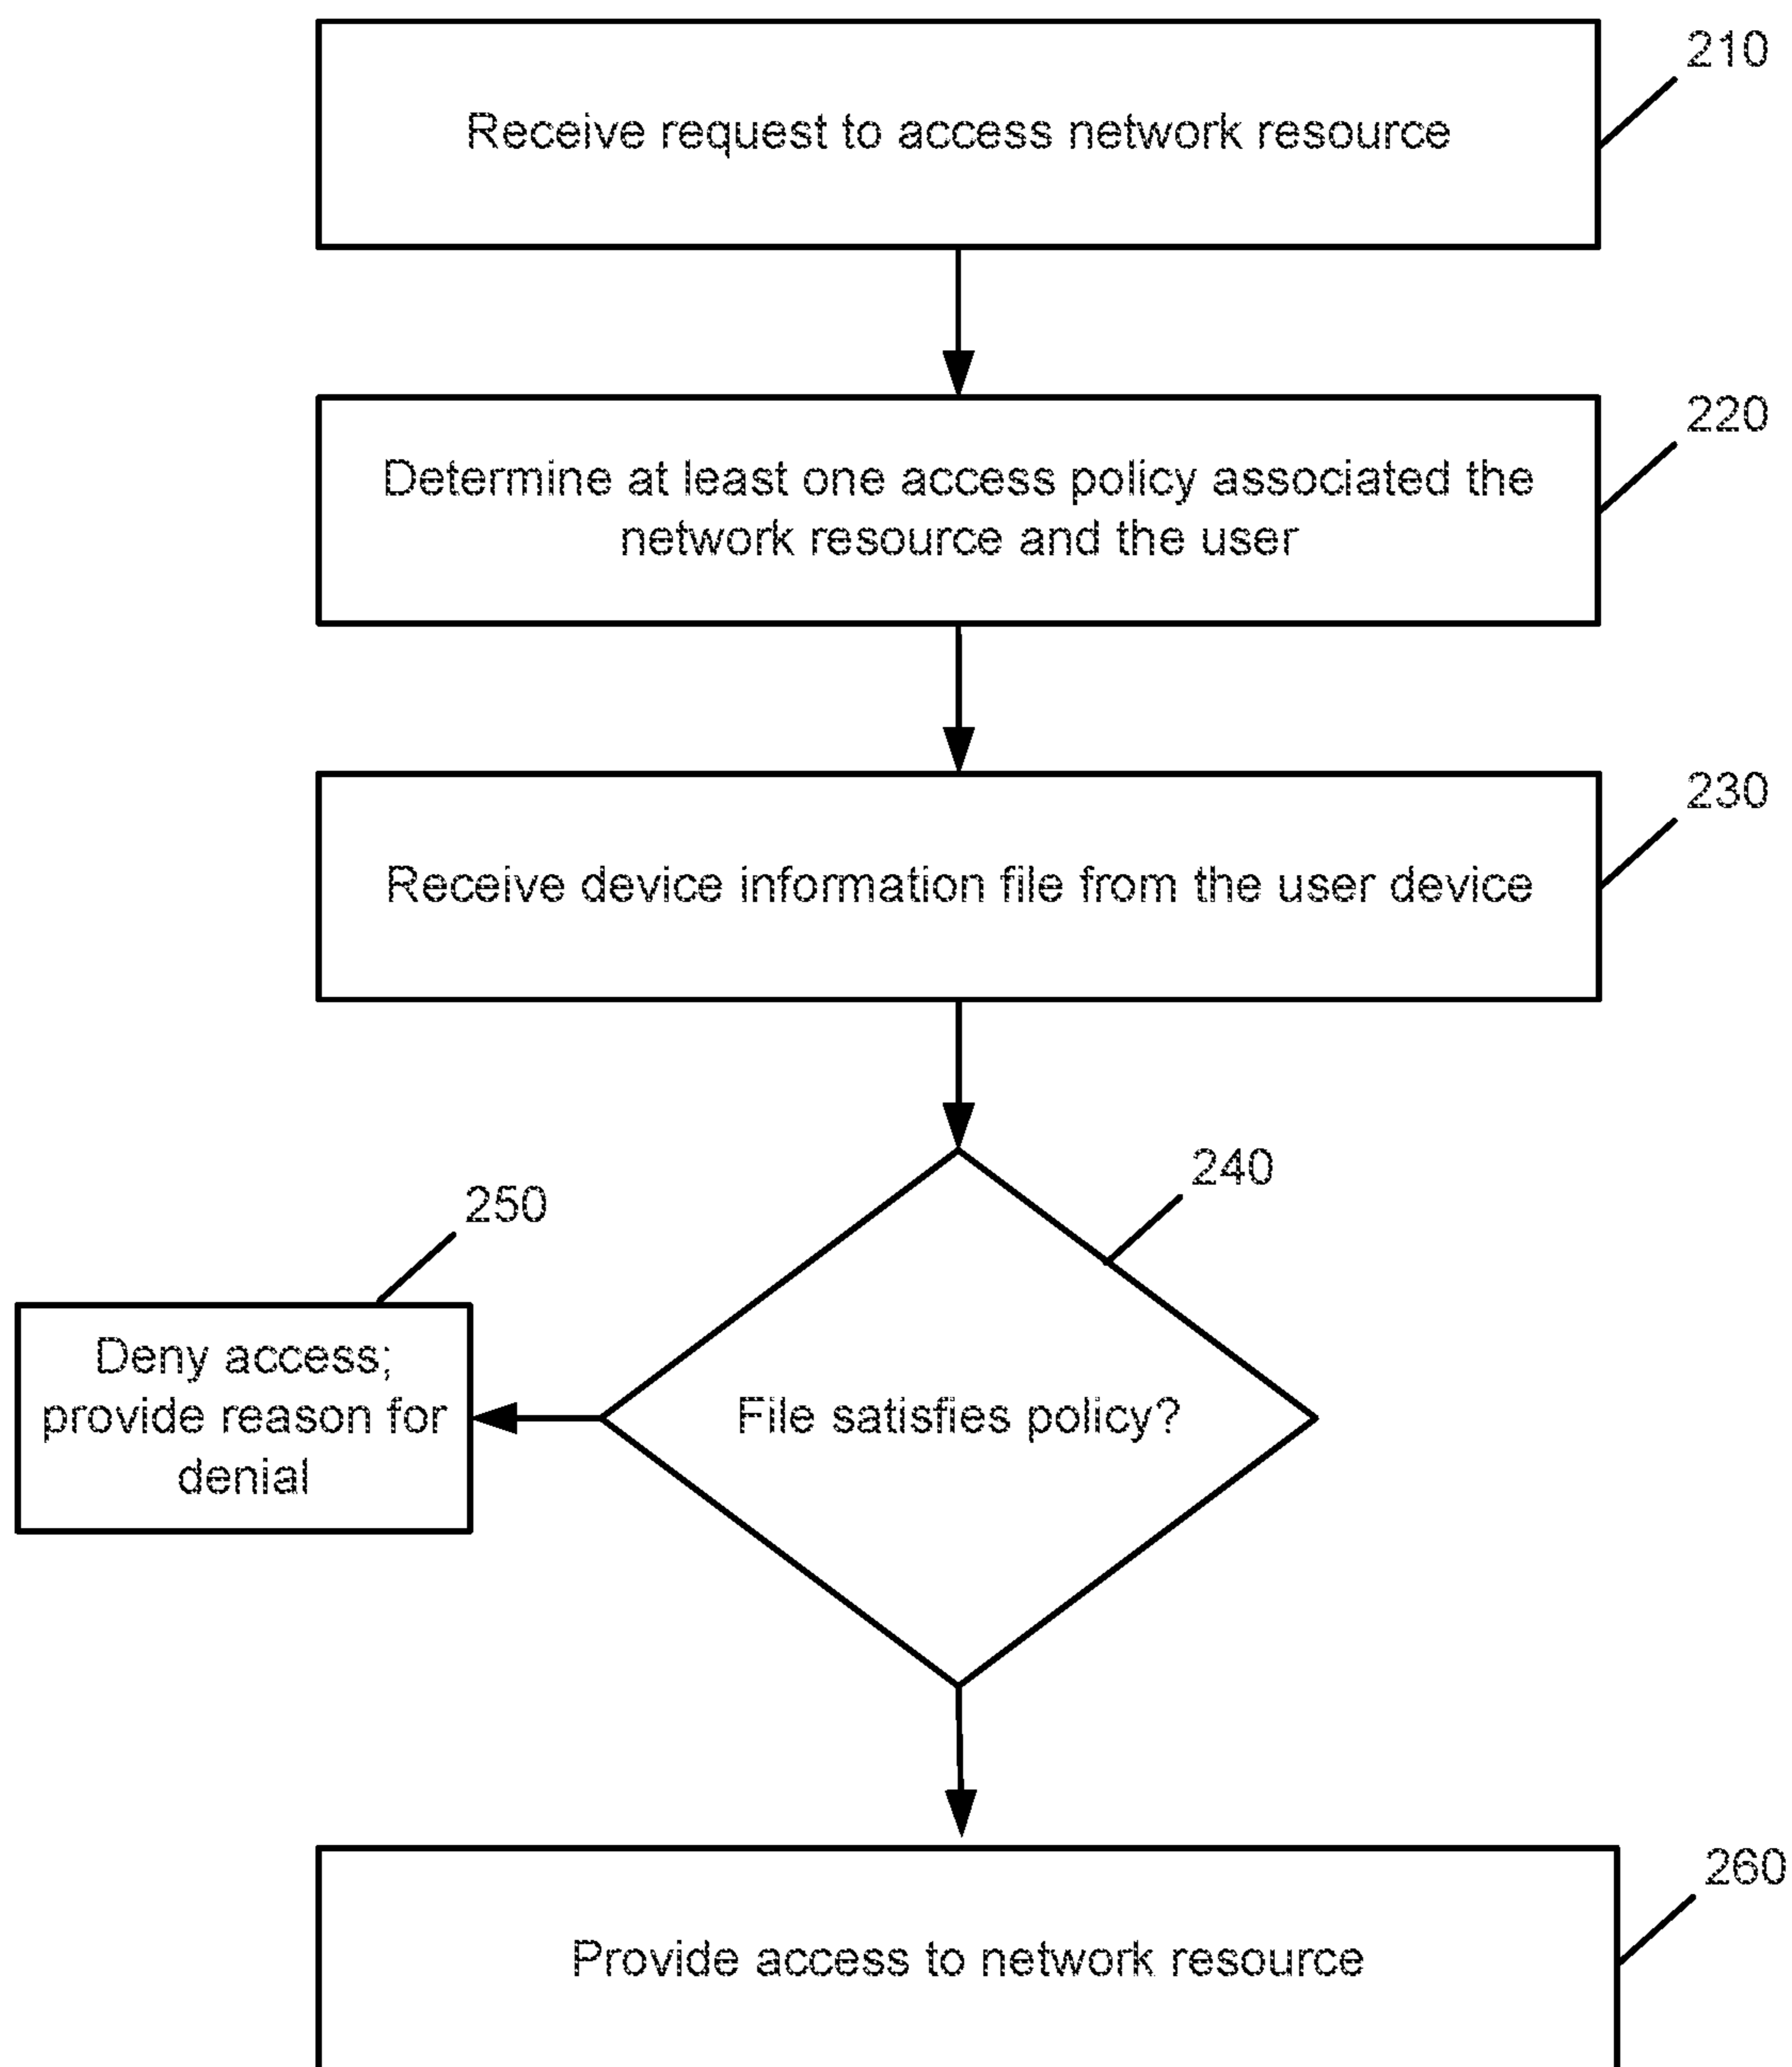 210
Receive request to access network resource
220
Determine at least one access policy associated the
network resource and the user
230
Receive device information file from the user device
240
250
Deny access;
provide reason for
denial
File satisfies policy?
260
Provide access to network resource